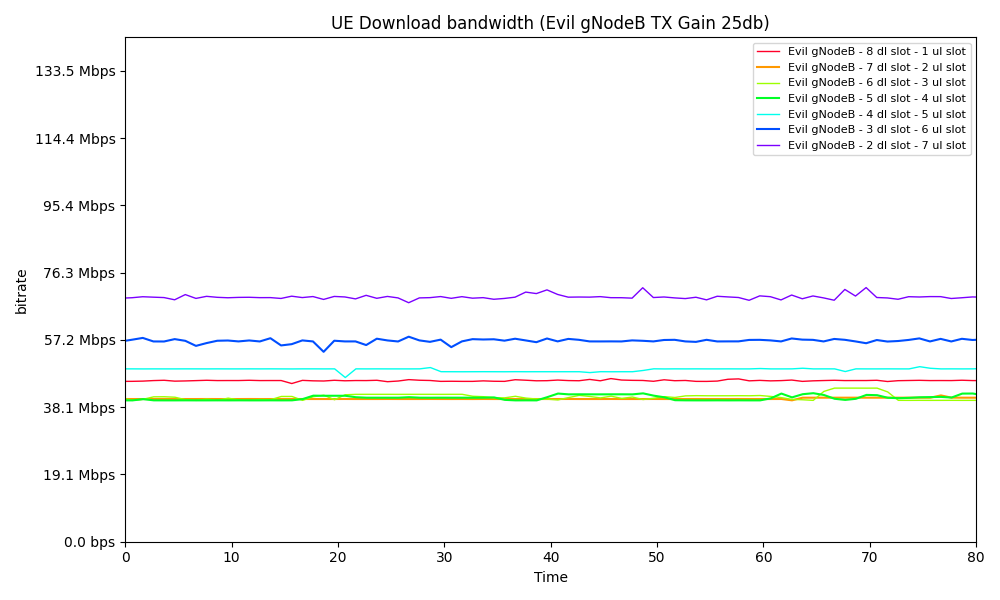 UE Download bandwidth (Evil gNodeB TX Gain 25db)
Evil gNodeB - 8 dl slot - 1 ul slot
Evil gNodeB - 7 dl slot - 2 ul slot
Evil gNodeB - 6 dl slot - 3 ul slot
Evil gNodeB - 5 dl slot - 4 ul slot
Evil gNodeB - 4 dl slot - 5 ul slot
Evil gNodeB - 3 dl slot - 6 ul slot
Evil gNodeB - 2 dl slot - 7 ul slot
133.5 Mbps
114.4 Mbps
95.4 Mbps
76.3 Mbps
57.2 Mbps
38.1 Mbps
19.1 Mbps
0.0 bps
bitrate
0 10 20 30 40 50 60 70 80
Time